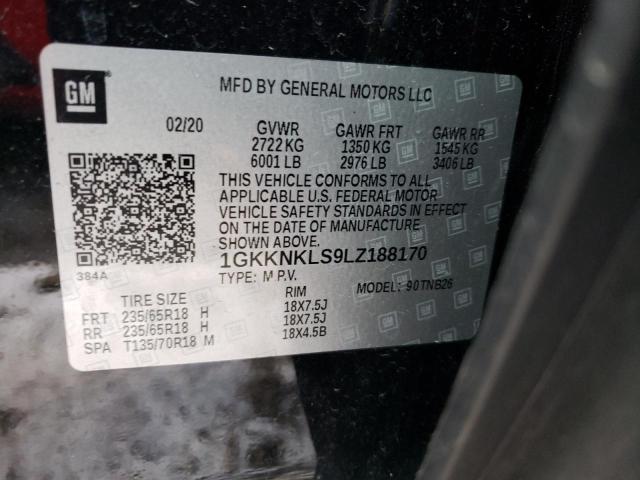 GM
MFD BY GENERAL MOTORS LLC
02/20 GVWR GAWR FRT GAWR RR
2722 KG 1350 KG 1545 KG
6001 LB 2976 LB 3406 LB
THIS VEHICLE CONFORMS TO ALL
APPLICABLE U.S. FEDERAL MOTOR
VEHICLE SAFETY STANDARDS IN EFFECT
ON THE DATE OF MANUFACTURE
SHOWN ABOVE.
384A
1GKKNKLS9LZ188170
TYPE: M.P.V. MODEL: 90TNB26
TIRE SIZE RIM
FRT 235/65R18 H 18X7.5J
RR 235/65R18 H 18X7.5J
SPA T135/70R18 M 18X4.5B